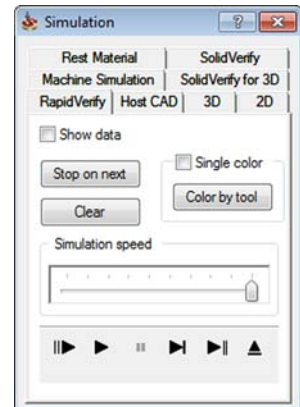 Simulation
Rest Material SolidVerify
Machine Simulation SolidVerify for 3D
RapidVerify Host CAD 3D 2D
Show data
Single color
Stop on next
Color by tool
Clear
Simulation speed